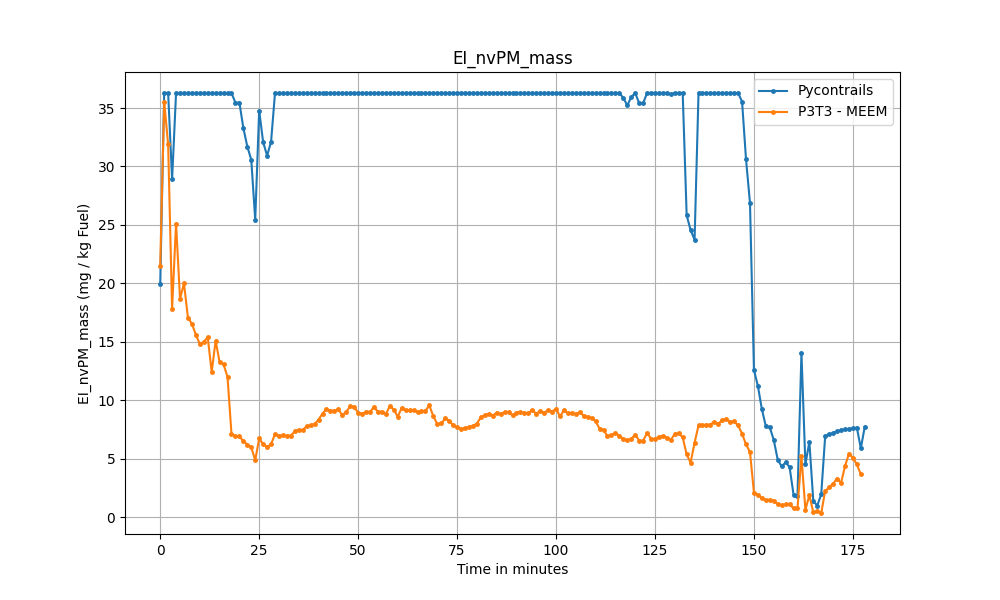 EI_nvPM_mass
Pycontrails
P3T3 - MEEM
EI_nvPM_mass (mg / kg Fuel)
35
30
25
20
15
10
5
0
0 25 50 75 100 125 150 175
Time in minutes